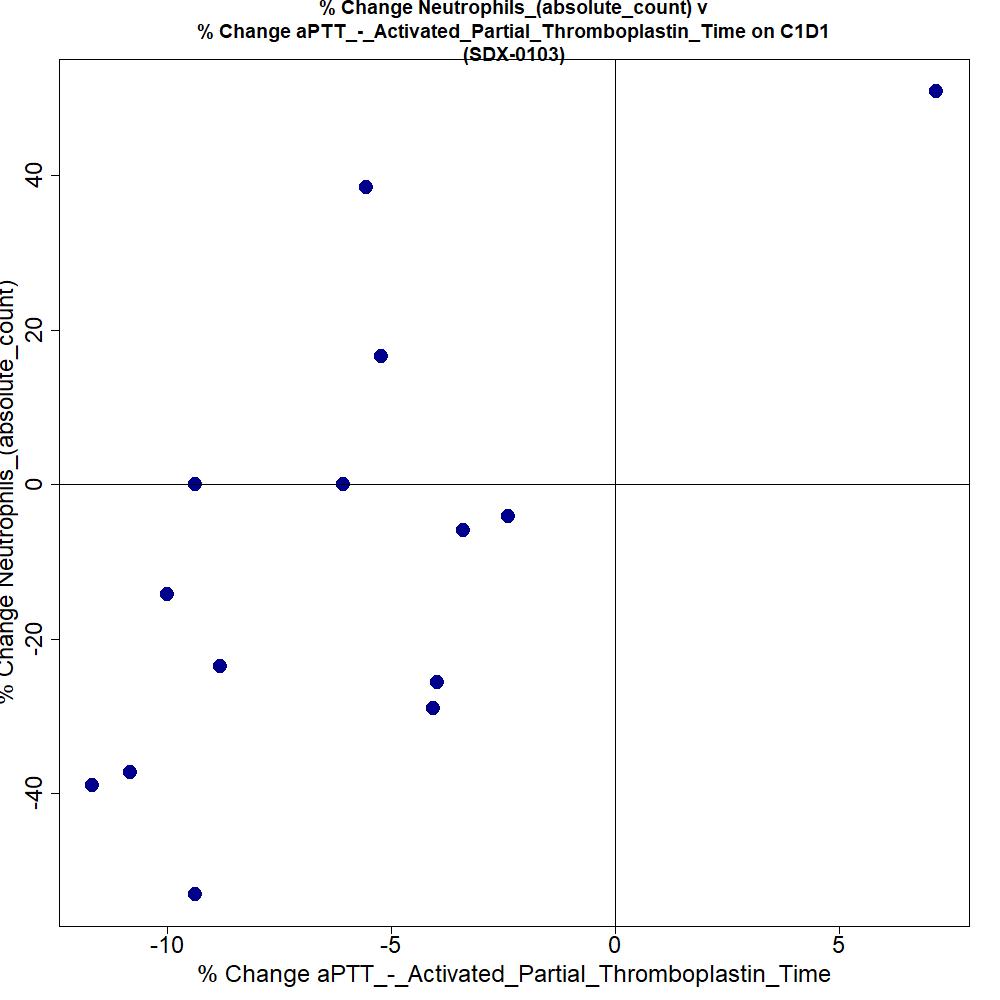 % Change Neutrophils_(absolute_count) v
% Change aPTT_-_Activated_Partial_Thromboplastin_Time on C1D1
(SDX-0103)
% Change Neutrophils_(absolute_count)
40
20
0
-20
-40
-10
-5
0
5
% Change aPTT_-_Activated_Partial_Thromboplastin_Time